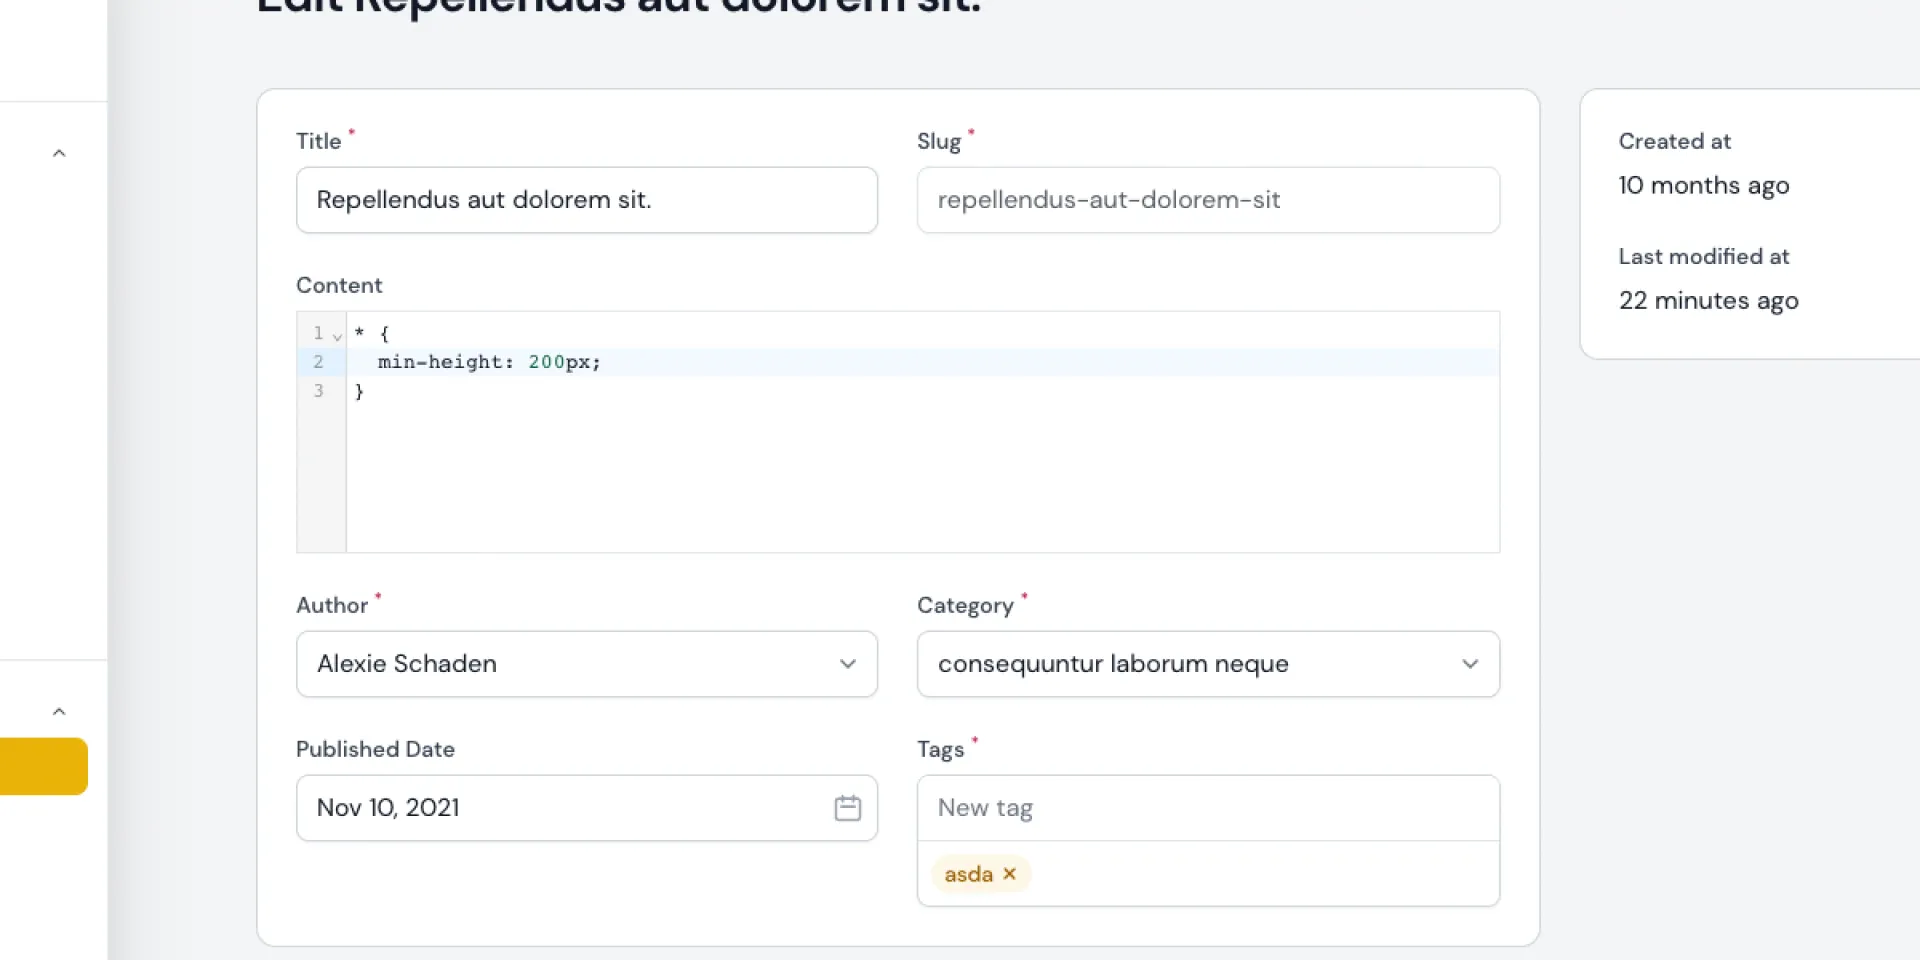 Edit Repellendus aut dolorem sit.
Title *
Slug *
Repellendus aut dolorem sit.
repellendus-aut-dolorem-sit
Content
1 * {
2 min-height: 200px;
3 }
Author *
Category *
Alexie Schaden
consequuntur laborum neque
Published Date
Tags *
Nov 10, 2021
New tag
asda ×
Created at
10 months ago
Last modified at
22 minutes ago